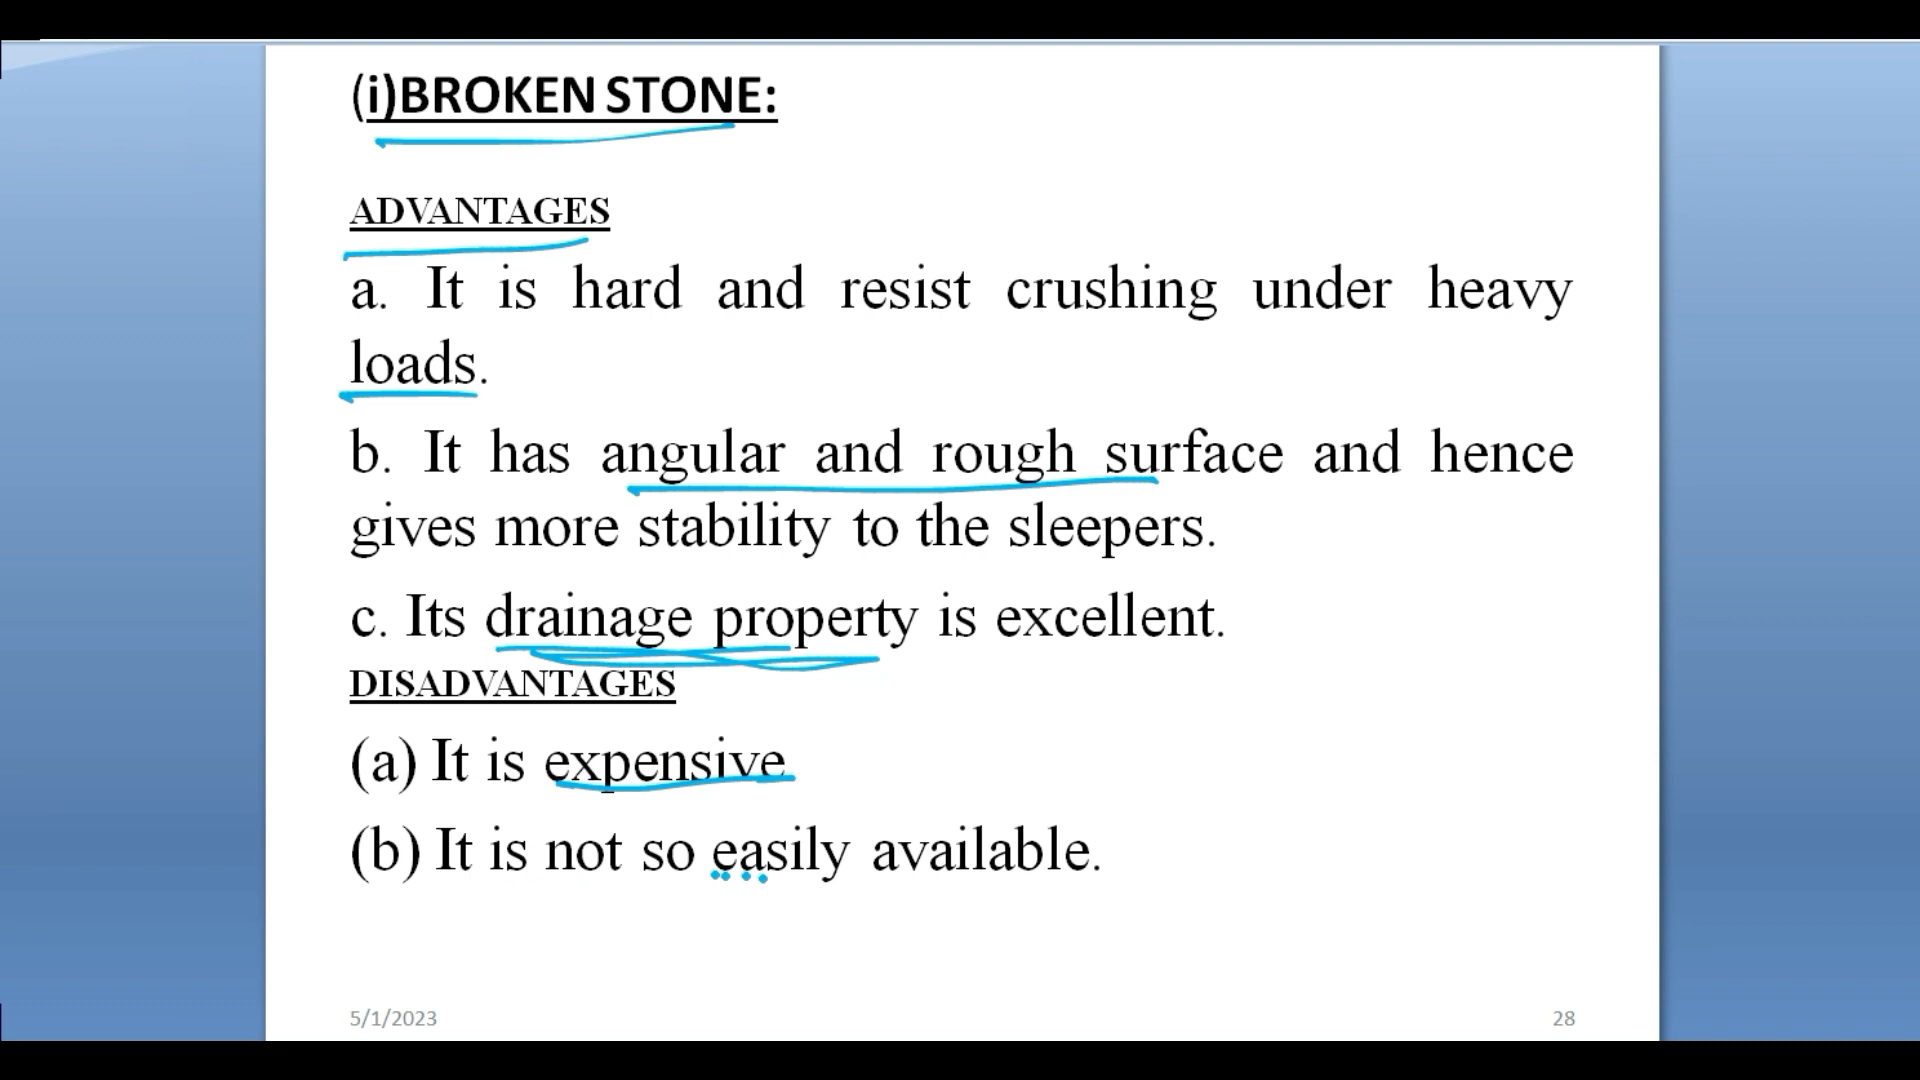 (i)BROKEN STONE:
ADVANTAGES
a. It is hard and resist crushing under heavy
loads.
b. It has angular and rough surface and hence
gives more stability to the sleepers.
c. Its drainage property is excellent.
DISADVANTAGES
(a) It is expensive
(b) It is not so easily available.
5/1/2023
28